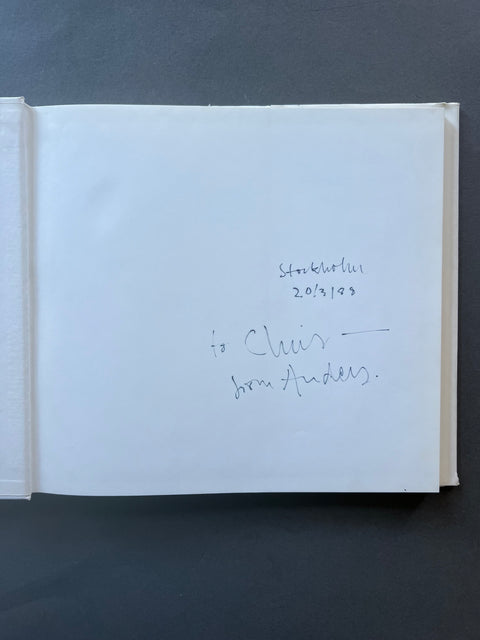 Stockholm
20/3/88
to Chris —
from Anders.